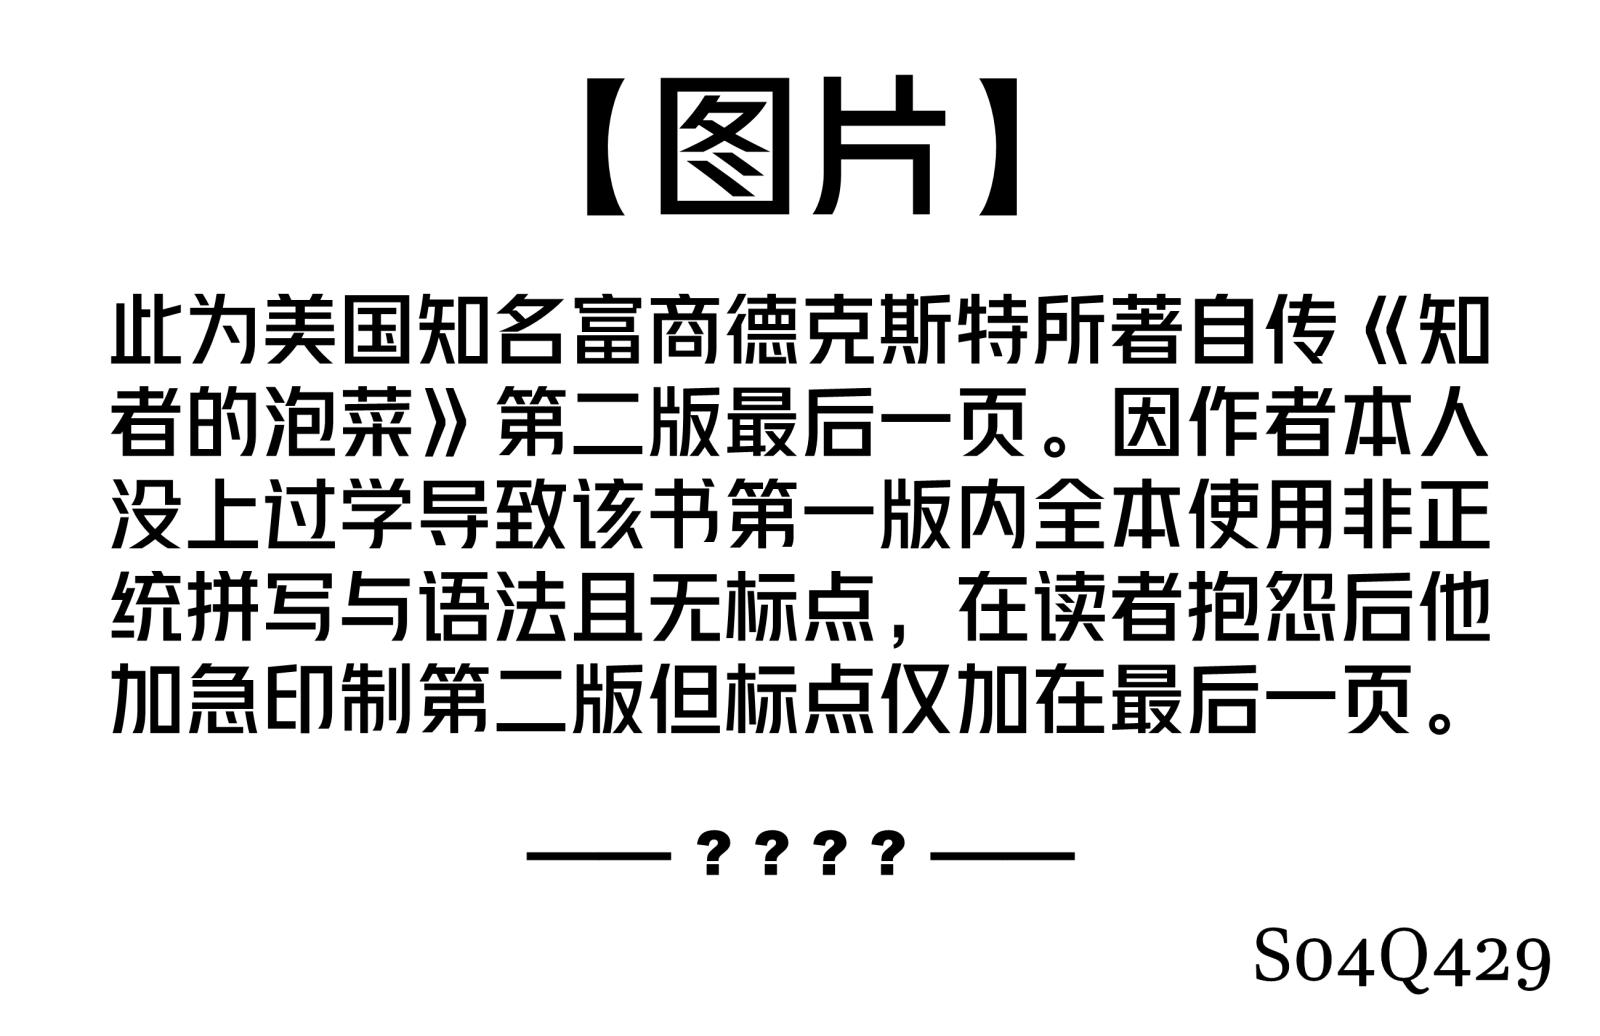 【图片】
此为美国知名富商德克斯特所著自传《知
者的泡菜》第二版最后一页。因作者本人
没上过学导致该书第一版内全本使用非正
统拼写与语法且无标点，在读者抱怨后他
加急印制第二版但标点仅加在最后一页。
——????——
S04Q429